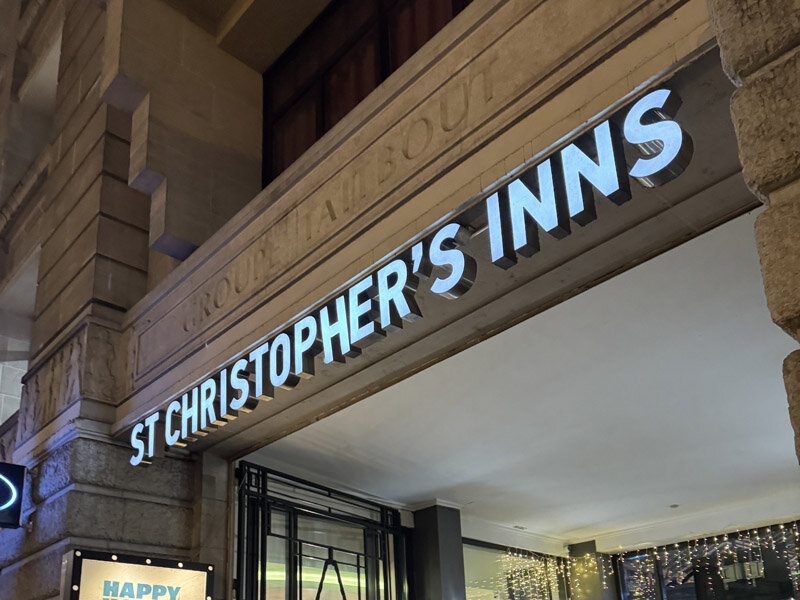 GROUPE TAITBOUT
ST CHRISTOPHER'S INNS
HAPPY